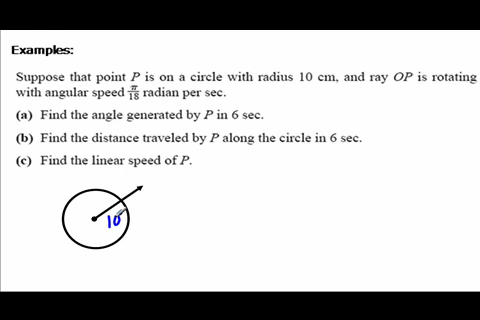 Examples:
Suppose that point P is on a circle with radius 10 cm, and ray OP is rotating
with angular speed π/18 radian per sec.
(a) Find the angle generated by P in 6 sec.
(b) Find the distance traveled by P along the circle in 6 sec.
(c) Find the linear speed of P.
10